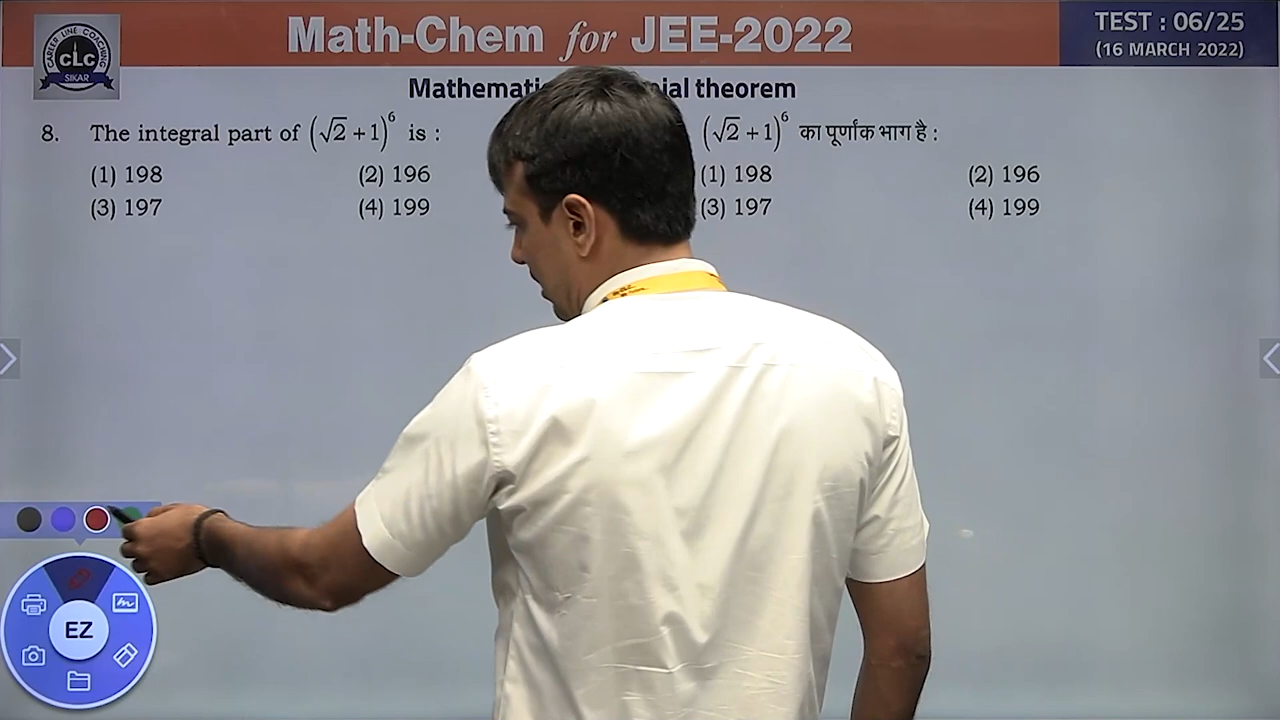 CAREER LINE COACHING
CLC
SIKAR
Math-Chem for JEE-2022
TEST : 06/25
(16 MARCH 2022)
theorem
8. The integral part of (√2 + 1)⁶ is :
(1) 198 (2) 196
(3) 197 (4) 199
(√2 + 1)⁶ का पूर्णांक भाग है :
(1) 198 (2) 196
(3) 197 (4) 199
EZ